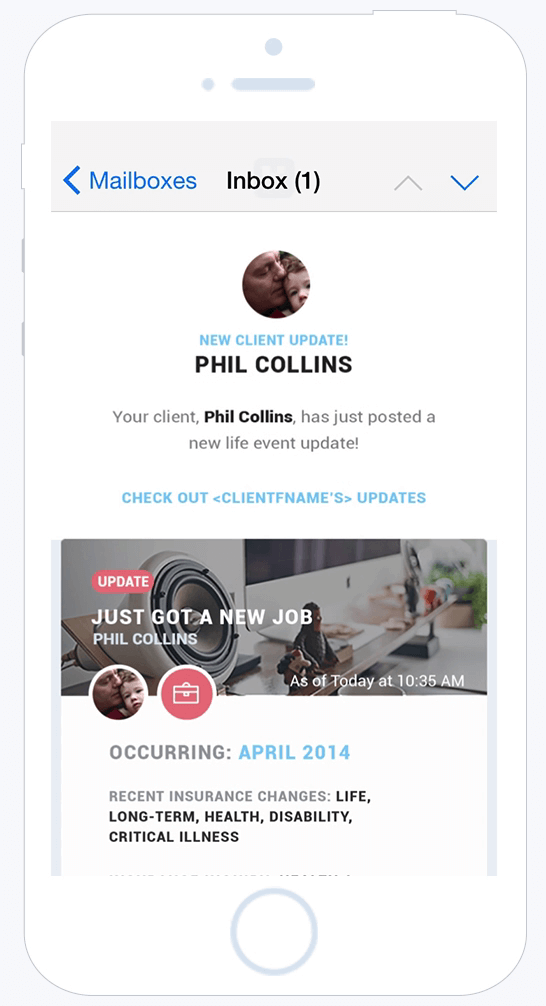 Mailboxes Inbox (1)
NEW CLIENT UPDATE!
PHIL COLLINS
Your client, Phil Collins, has just posted a
new life event update!
CHECK OUT <CLIENTFNAME'S> UPDATES
UPDATE
JUST GOT A NEW JOB
PHIL COLLINS
As of Today at 10:35 AM
OCCURRING: APRIL 2014
RECENT INSURANCE CHANGES: LIFE,
LONG-TERM, HEALTH, DISABILITY,
CRITICAL ILLNESS